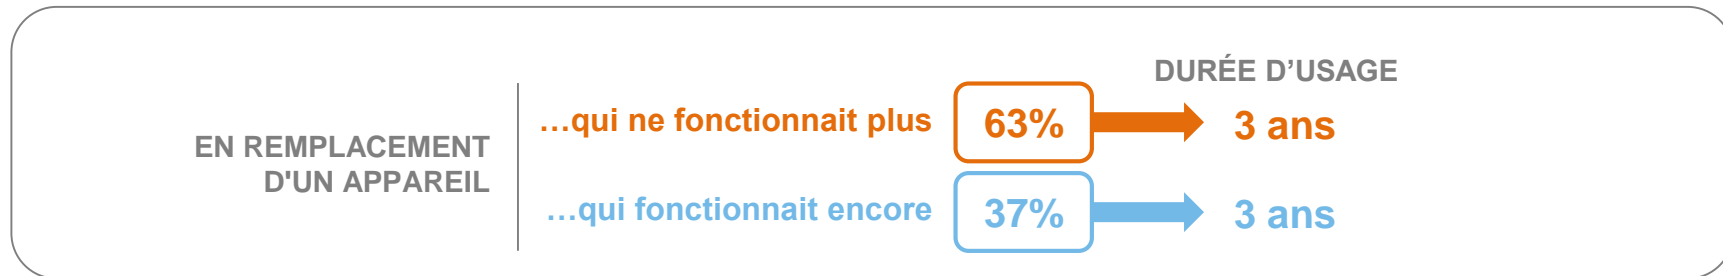 DURÉE D’USAGE
EN REMPLACEMENT
D'UN APPAREIL
…qui ne fonctionnait plus 63% 3 ans
…qui fonctionnait encore 37% 3 ans